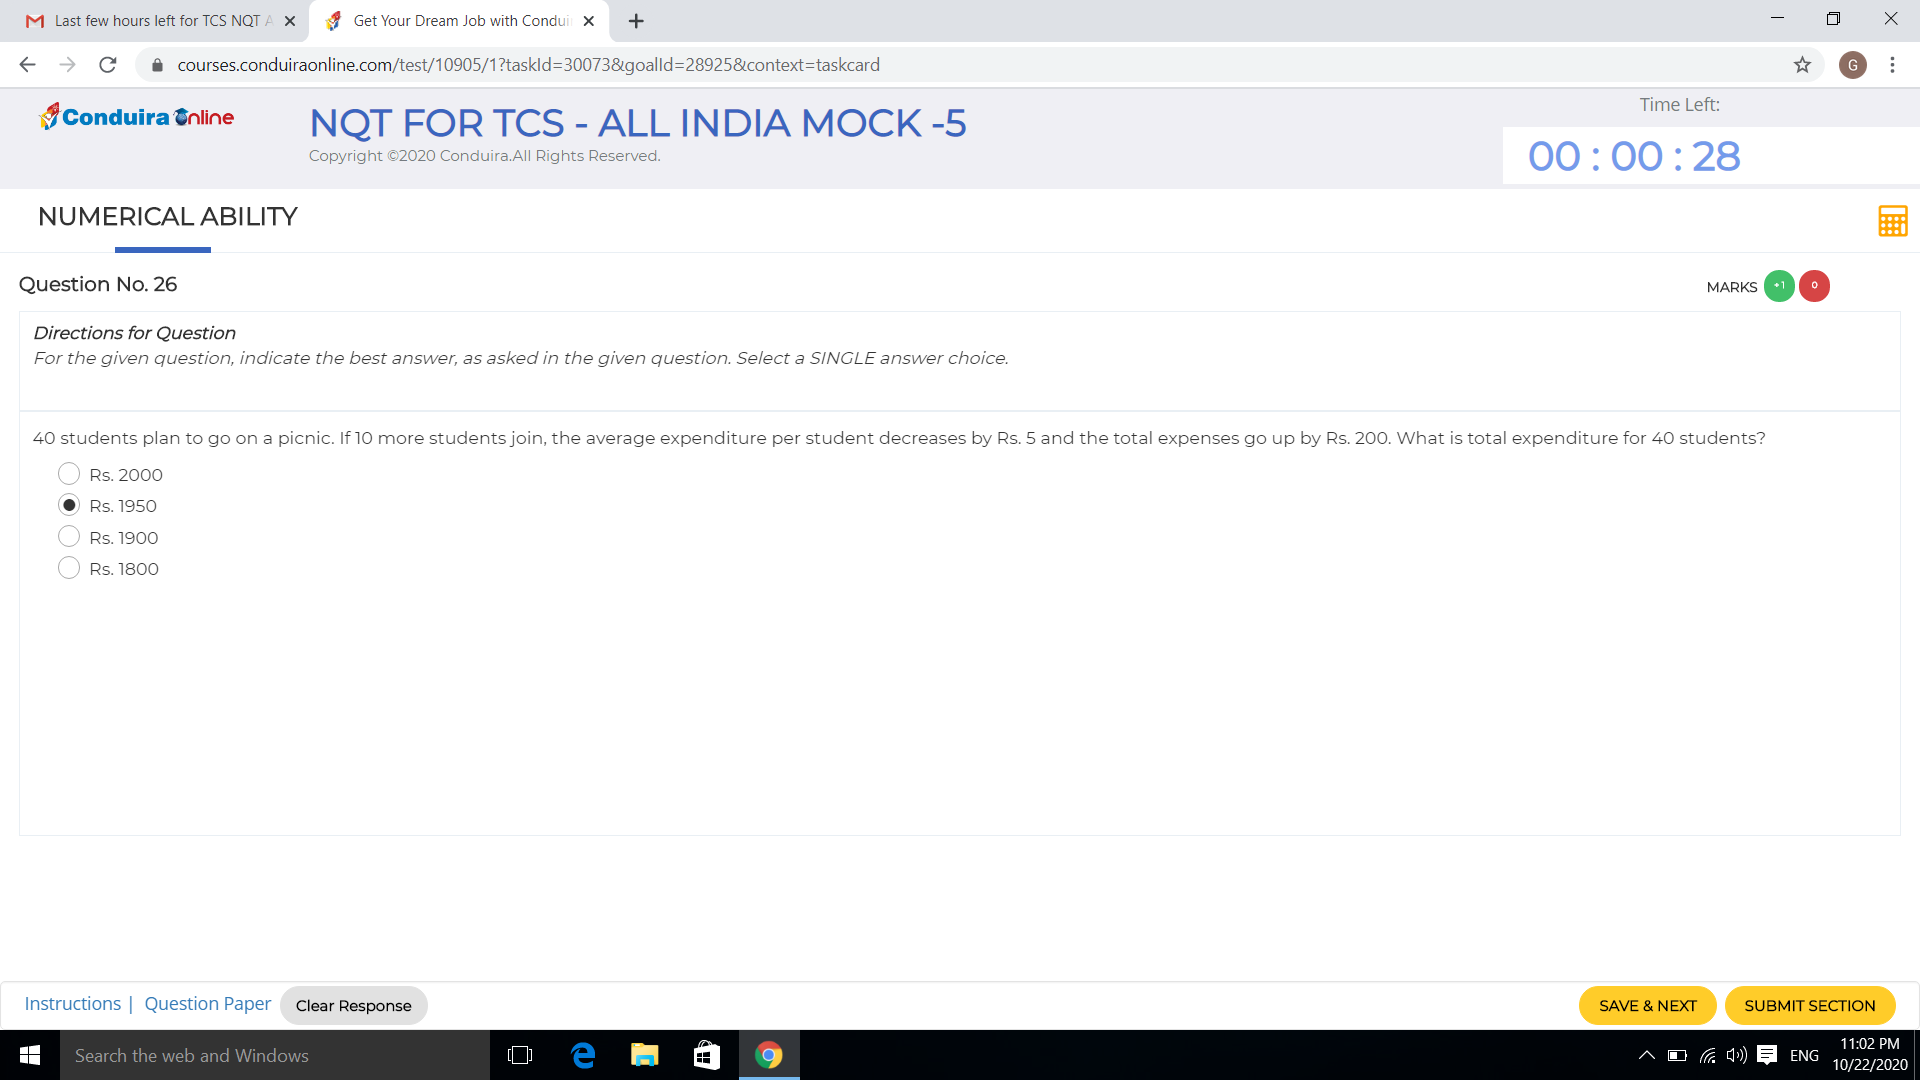 Last few hours left for TCS NQT A
Get Your Dream Job with Condui
courses.conduiraonline.com/test/10905/1?taskId=30073&goalId=28925&context=taskcard
G
Conduira Online
NQT FOR TCS - ALL INDIA MOCK -5
Copyright ©2020 Conduira.All Rights Reserved.
Time Left:
00 : 00 : 28
NUMERICAL ABILITY
Question No. 26
MARKS +1 0
Directions for Question
For the given question, indicate the best answer, as asked in the given question. Select a SINGLE answer choice.
40 students plan to go on a picnic. If 10 more students join, the average expenditure per student decreases by Rs. 5 and the total expenses go up by Rs. 200. What is total expenditure for 40 students?
Rs. 2000
Rs. 1950
Rs. 1900
Rs. 1800
Instructions | Question Paper Clear Response
SAVE & NEXT SUBMIT SECTION
Search the web and Windows
ENG
11:02 PM
10/22/2020